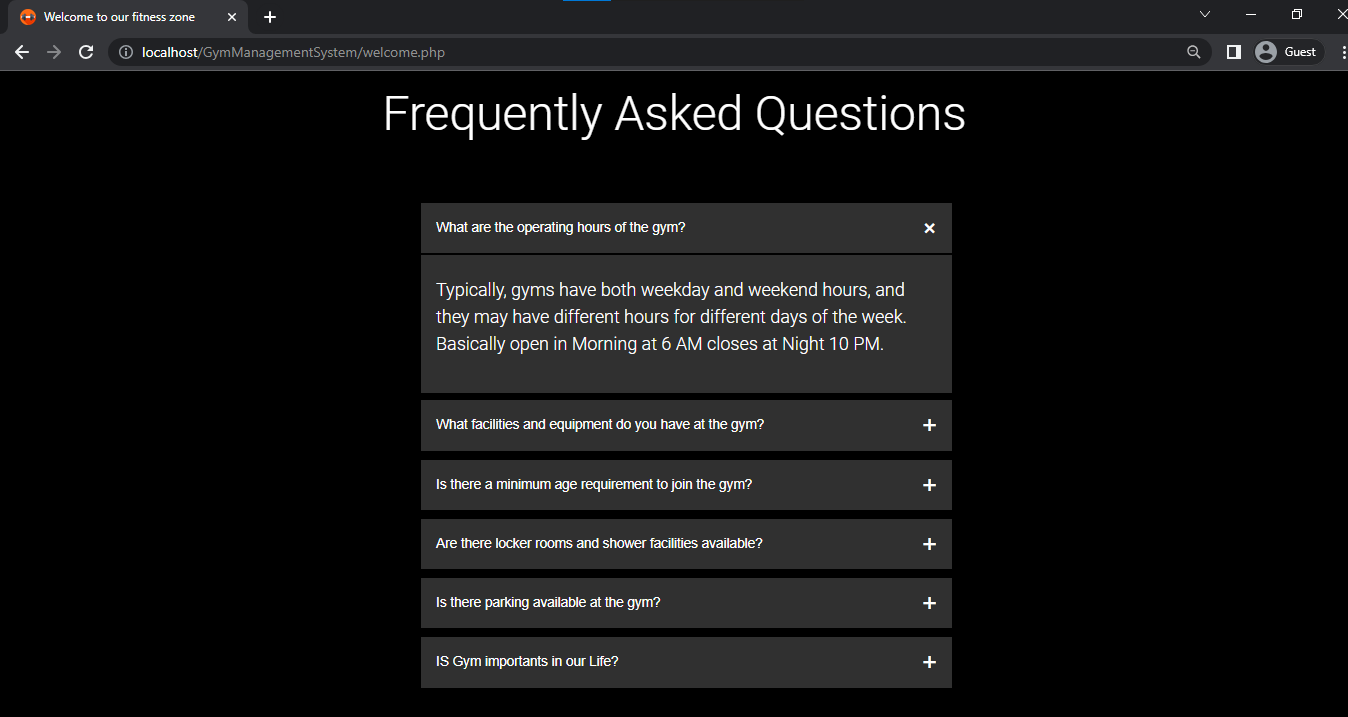 Welcome to our fitness zone
localhost/GymManagementSystem/welcome.php
Guest
Frequently Asked Questions
What are the operating hours of the gym?
Typically, gyms have both weekday and weekend hours, and
they may have different hours for different days of the week.
Basically open in Morning at 6 AM closes at Night 10 PM.
What facilities and equipment do you have at the gym?
Is there a minimum age requirement to join the gym?
Are there locker rooms and shower facilities available?
Is there parking available at the gym?
IS Gym importants in our Life?